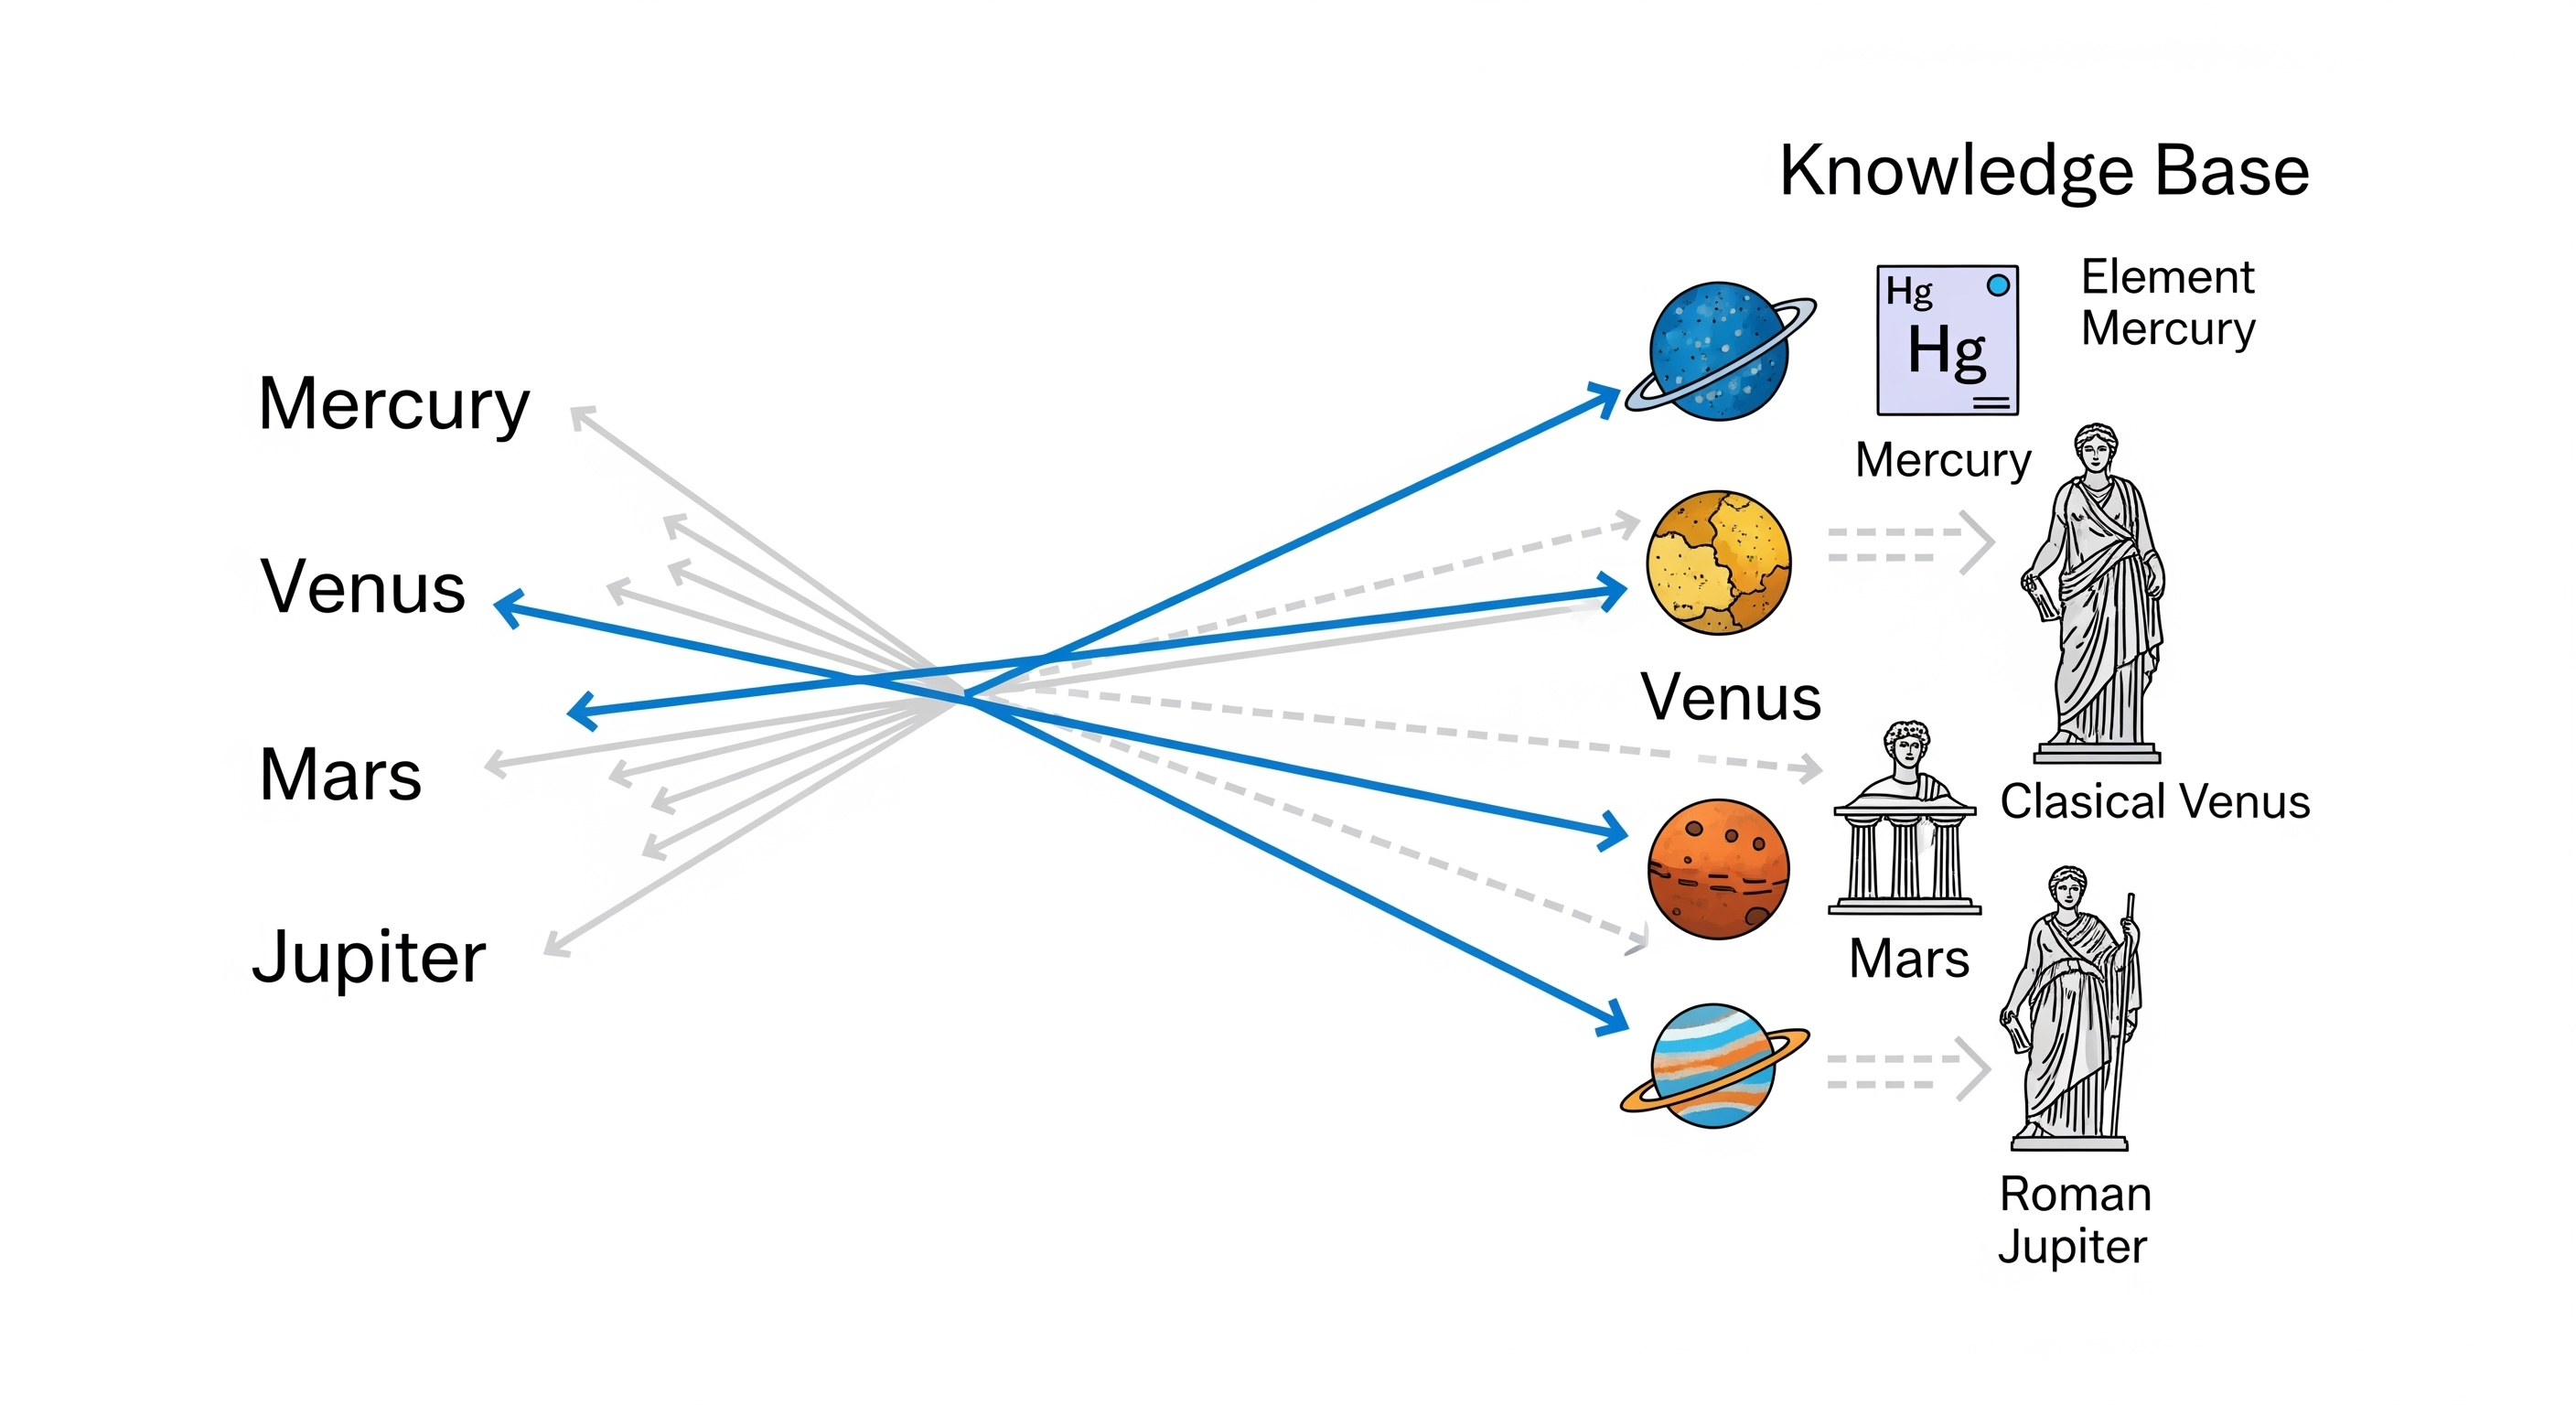 Knowledge Base
Mercury
Venus
Mars
Jupiter
Hg
Hg
Element
Mercury
Mercury
Venus
Clasical Venus
Mars
Roman
Jupiter